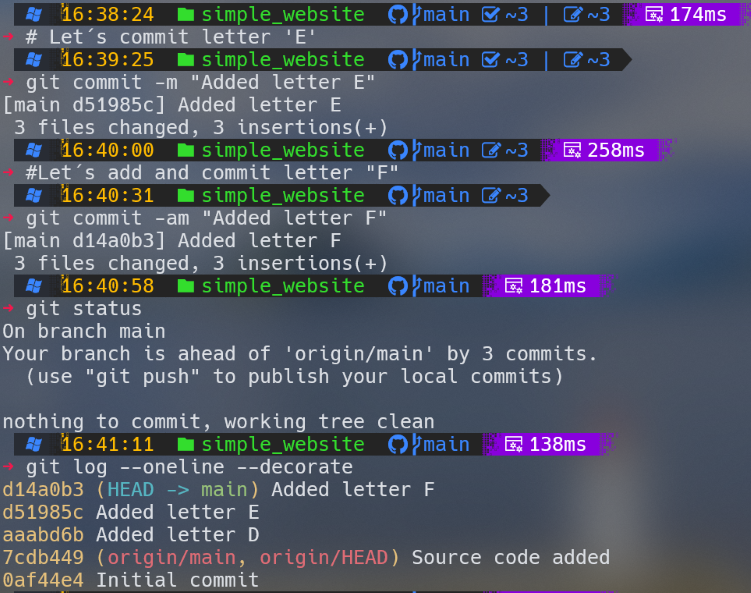 16:38:24 simple_website main ~3 | ~3 174ms
# Let´s commit letter 'E'
16:39:25 simple_website main ~3 | ~3
git commit -m "Added letter E"
[main d51985c] Added letter E
3 files changed, 3 insertions(+)
16:40:00 simple_website main ~3 258ms
#Let´s add and commit letter "F"
16:40:31 simple_website main ~3
git commit -am "Added letter F"
[main d14a0b3] Added letter F
3 files changed, 3 insertions(+)
16:40:58 simple_website main 181ms
git status
On branch main
Your branch is ahead of 'origin/main' by 3 commits.
(use "git push" to publish your local commits)
nothing to commit, working tree clean
16:41:11 simple_website main 138ms
git log --oneline --decorate
d14a0b3 (HEAD -> main) Added letter F
d51985c Added letter E
aaabd6b Added letter D
7cdb449 (origin/main, origin/HEAD) Source code added
0af44e4 Initial commit